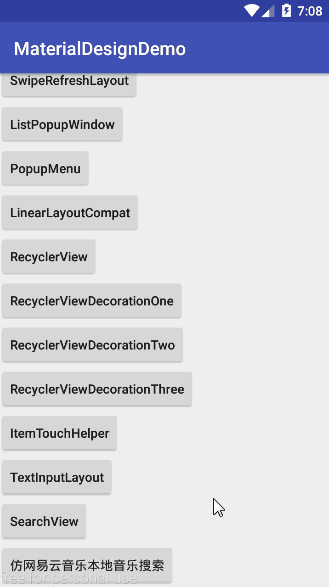 7:08
MaterialDesignDemo
SwipeRefreshLayout
ListPopupWindow
PopupMenu
LinearLayoutCompat
RecyclerView
RecyclerViewDecorationOne
RecyclerViewDecorationTwo
RecyclerViewDecorationThree
ItemTouchHelper
TextInputLayout
SearchView
仿网易云音乐本地音乐搜索
free for personal use